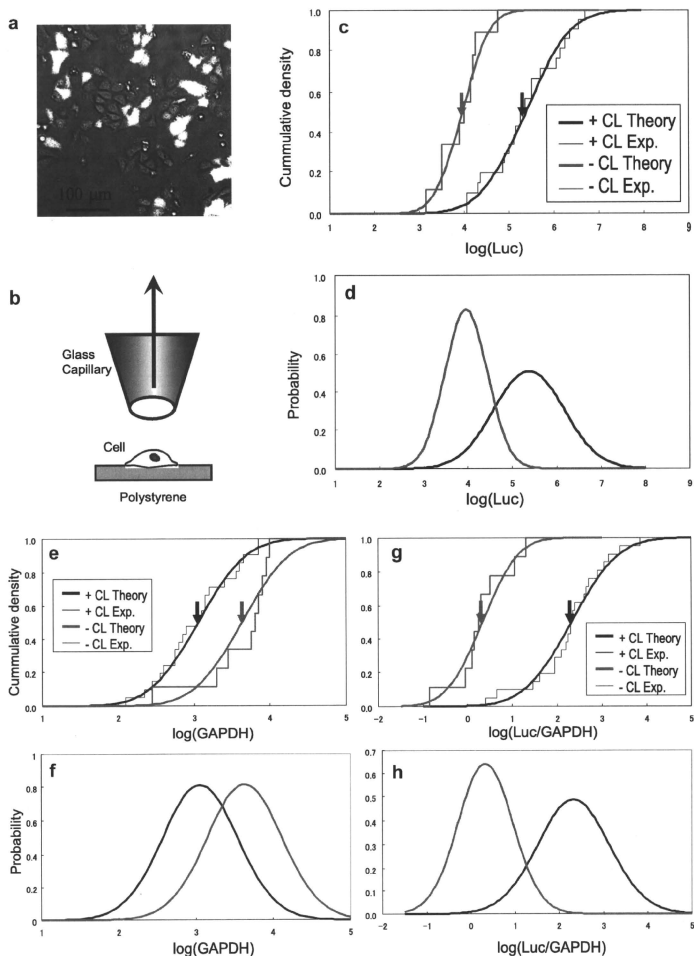 a
100 µm
b
Glass
Capillary
Cell
Polystyrene
c
Cummulative density
1.0
0.8
0.6
0.4
0.2
0.0
1 2 3 4 5 6 7 8 9
log(Luc)
+ CL Theory
+ CL Exp.
- CL Theory
- CL Exp.
d
Probability
1.0
0.8
0.6
0.4
0.2
0.0
1 2 3 4 5 6 7 8 9
log(Luc)
e
Cummulative density
1.0
0.8
0.6
0.4
0.2
0.0
1 2 3 4 5
log(GAPDH)
+ CL Theory
+ CL Exp.
- CL Theory
- CL Exp.
g
1.0
0.8
0.6
0.4
0.2
0.0
-2 -1 0 1 2 3 4 5
log(Luc/GAPDH)
+ CL Theory
+ CL Exp.
- CL Theory
- CL Exp.
f
Probability
1
0.8
0.6
0.4
0.2
0
1 2 3 4 5
log(GAPDH)
h
0.7
0.6
0.5
0.4
0.3
0.2
0.1
0.0
-2 -1 0 1 2 3 4 5
log(Luc/GAPDH)